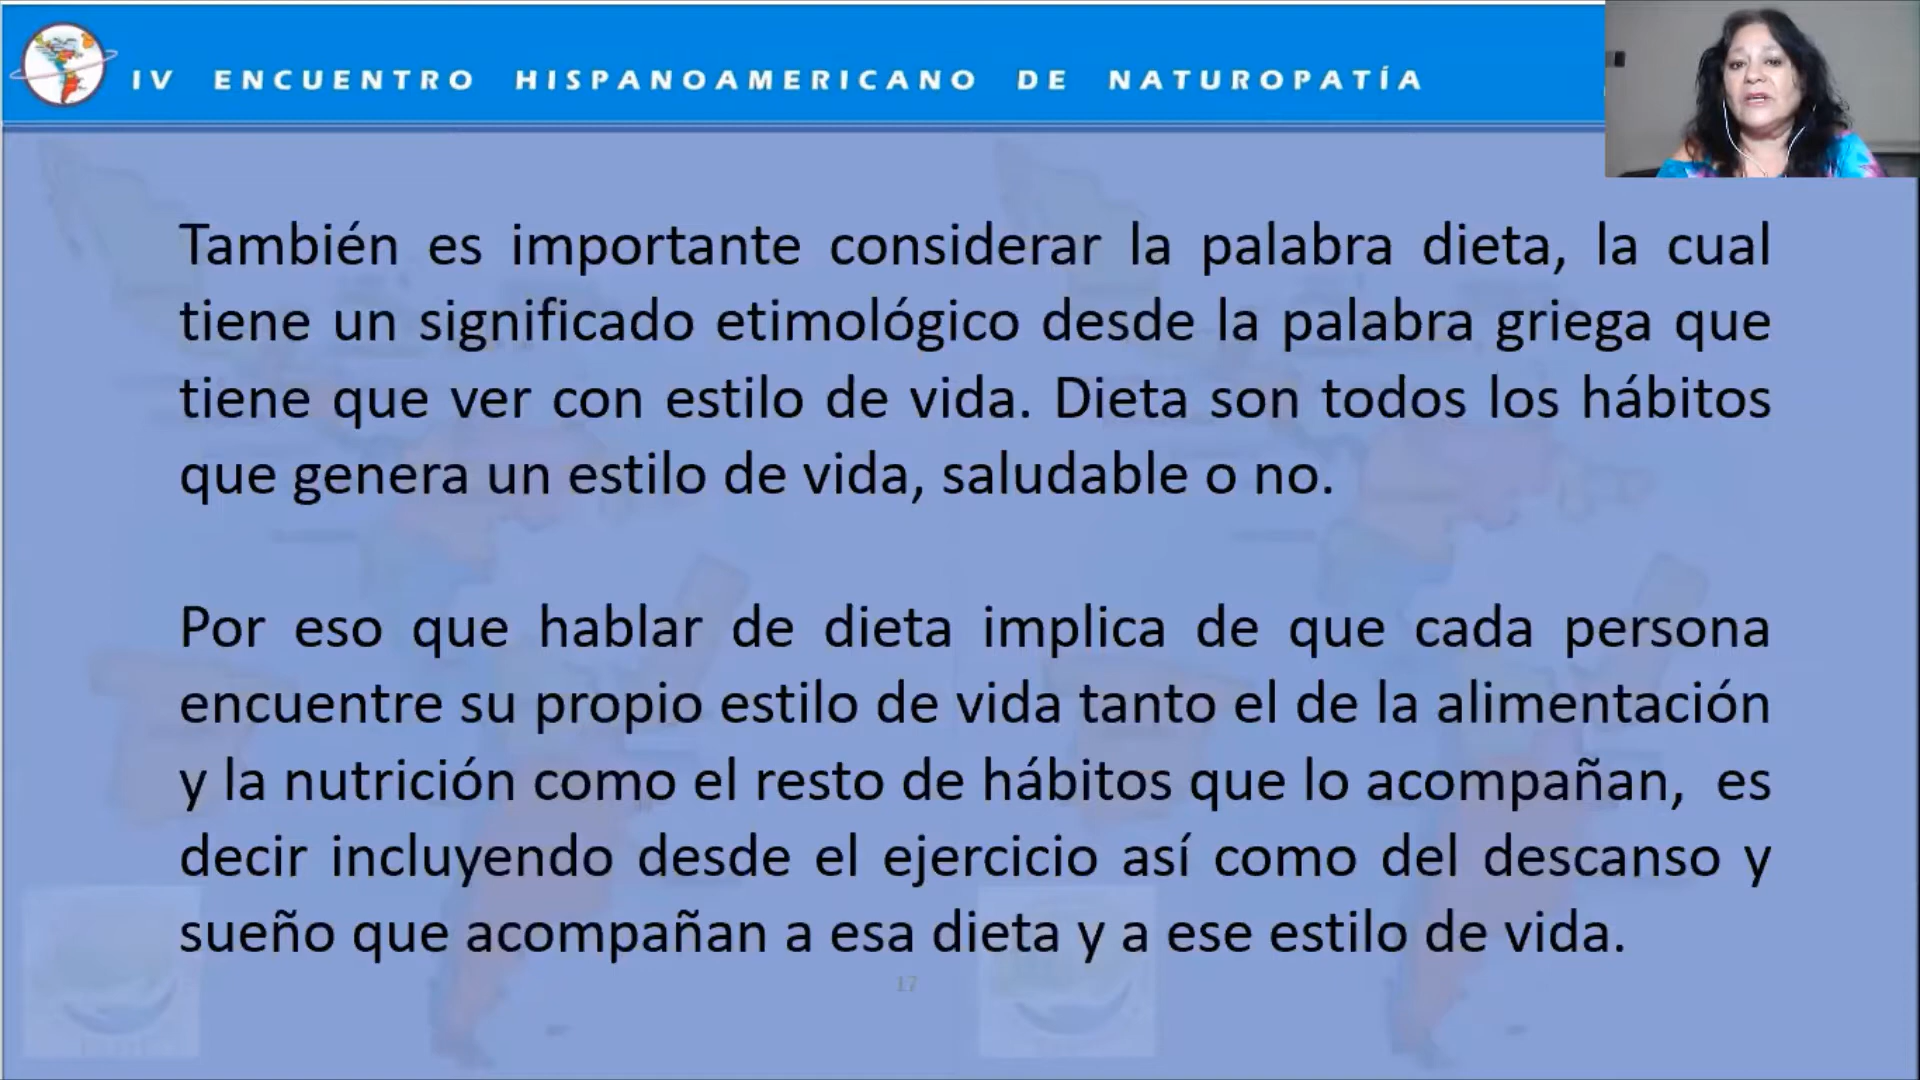 IV ENCUENTRO HISPANOAMERICANO DE NATUROPATÍA
También es importante considerar la palabra dieta, la cual
tiene un significado etimológico desde la palabra griega que
tiene que ver con estilo de vida. Dieta son todos los hábitos
que genera un estilo de vida, saludable o no.
Por eso que hablar de dieta implica de que cada persona
encuentre su propio estilo de vida tanto el de la alimentación
y la nutrición como el resto de hábitos que lo acompañan, es
decir incluyendo desde el ejercicio así como del descanso y
sueño que acompañan a esa dieta y a ese estilo de vida.
17